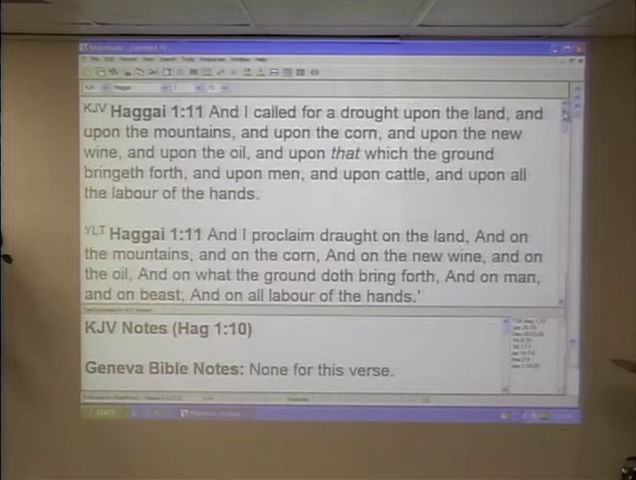 KJV Haggai 1:11 And I called for a drought upon the land, and
upon the mountains, and upon the corn, and upon the new
wine, and upon the oil, and upon that which the ground
bringeth forth, and upon men, and upon cattle, and upon all
the labour of the hands.
YLT Haggai 1:11 And I proclaim draught on the land, And on
the mountains, and on the corn, And on the new wine, and on
the oil, And on what the ground doth bring forth, And on man,
and on beast, And on all labour of the hands.'
KJV Notes (Hag 1:10)
Geneva Bible Notes: None for this verse.